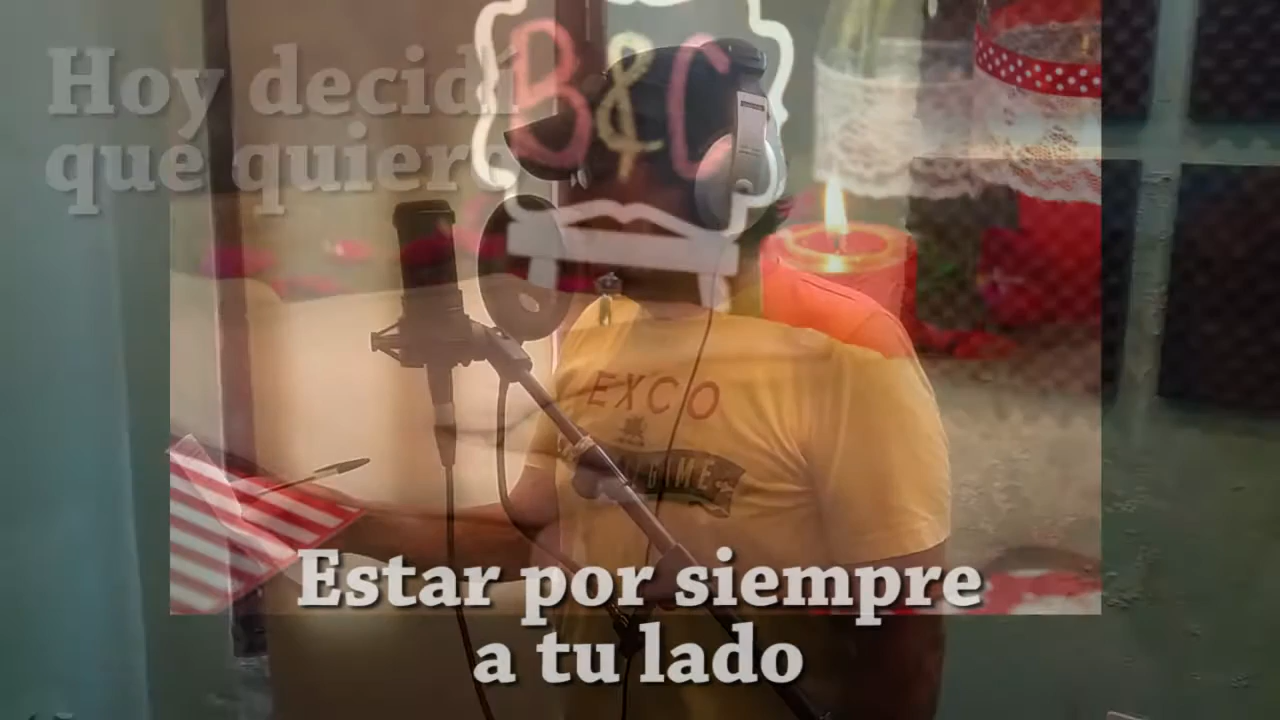 Hoy decidí
que quiero
B&C
EXCO
Estar por siempre
a tu lado